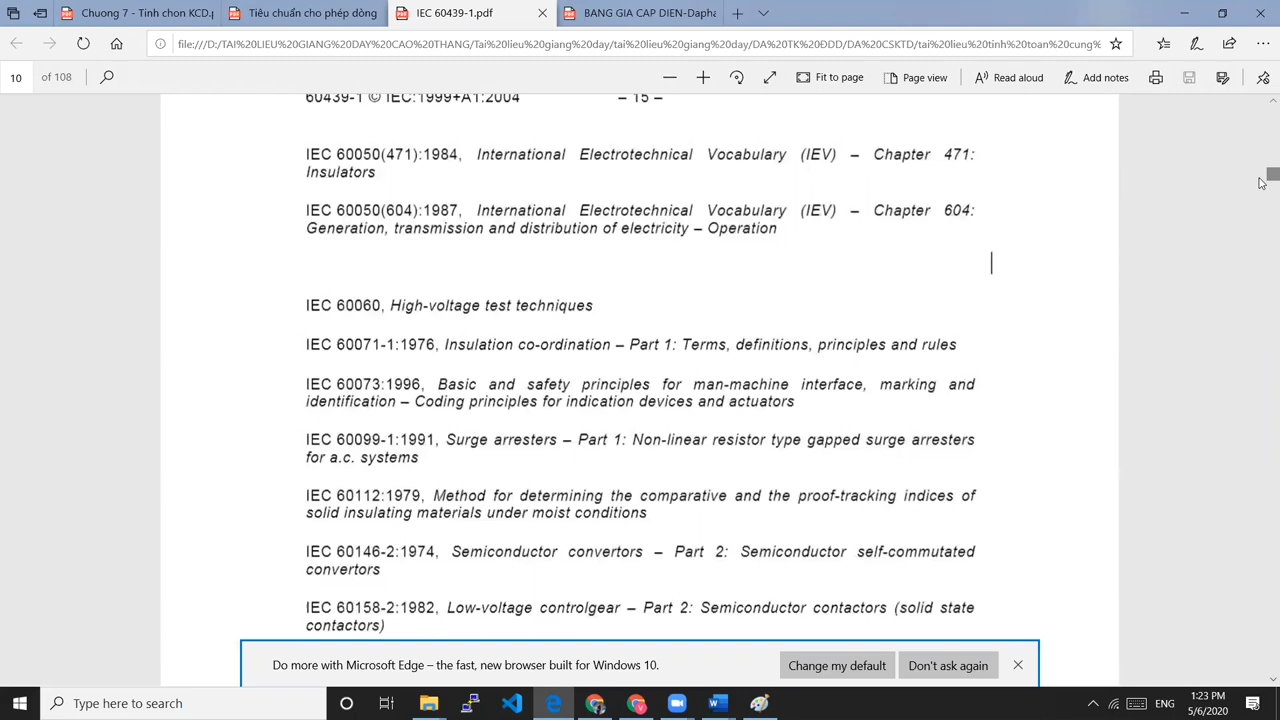 Chuong 7 - Tinh chon KCDị
Tiêu chuẩn cho phép dòng
IEC 60439-1.pdf
BANG GIA CAP DIEN-Dapha
file:///D:/TAI%20LIEU%20GIANG%20DAY%20CAO%20THANG/Tai%20lieu%20giang%20day/tai%20lieu%20giang%20day/DA%20TK%20ĐDD/DA%20CSKTD/tai%20lieu%20tinh%20toan%20cung%
10 of 108
Fit to page
Page view
Read aloud
Add notes
60439-1 © IEC:1999+A1:2004 – 15 –
IEC 60050(471):1984, International Electrotechnical Vocabulary (IEV) – Chapter 471:
Insulators
IEC 60050(604):1987, International Electrotechnical Vocabulary (IEV) – Chapter 604:
Generation, transmission and distribution of electricity – Operation
IEC 60060, High-voltage test techniques
IEC 60071-1:1976, Insulation co-ordination – Part 1: Terms, definitions, principles and rules
IEC 60073:1996, Basic and safety principles for man-machine interface, marking and
identification – Coding principles for indication devices and actuators
IEC 60099-1:1991, Surge arresters – Part 1: Non-linear resistor type gapped surge arresters
for a.c. systems
IEC 60112:1979, Method for determining the comparative and the proof-tracking indices of
solid insulating materials under moist conditions
IEC 60146-2:1974, Semiconductor convertors – Part 2: Semiconductor self-commutated
convertors
IEC 60158-2:1982, Low-voltage controlgear – Part 2: Semiconductor contactors (solid state
contactors)
Do more with Microsoft Edge – the fast, new browser built for Windows 10.
Change my default
Don't ask again
Type here to search
ENG
1:23 PM
5/6/2020